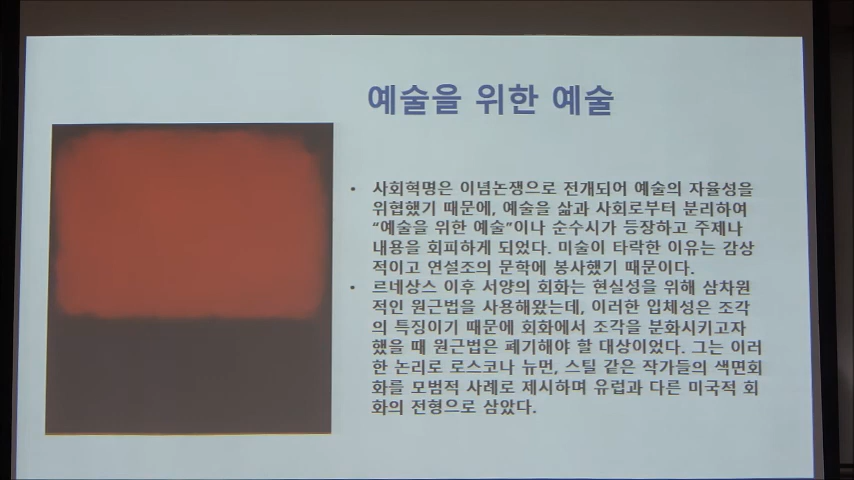 예술을 위한 예술
• 사회혁명은 이념논쟁으로 전개되어 예술의 자율성을
위협했기 때문에, 예술을 삶과 사회로부터 분리하여
“예술을 위한 예술”이나 순수시가 등장하고 주제나
내용을 회피하게 되었다. 미술이 타락한 이유는 감상
적이고 연설조의 문학에 봉사했기 때문이다.
• 르네상스 이후 서양의 회화는 현실성을 위해 삼차원
적인 원근법을 사용해왔는데, 이러한 입체성은 조각
의 특징이기 때문에 회화에서 조각을 분화시키고자
했을 때 원근법은 폐기해야 할 대상이었다. 그는 이러
한 논리로 로스코나 뉴먼, 스틸 같은 작가들의 색면회
화를 모범적 사례로 제시하며 유럽과 다른 미국적 회
화의 전형으로 삼았다.